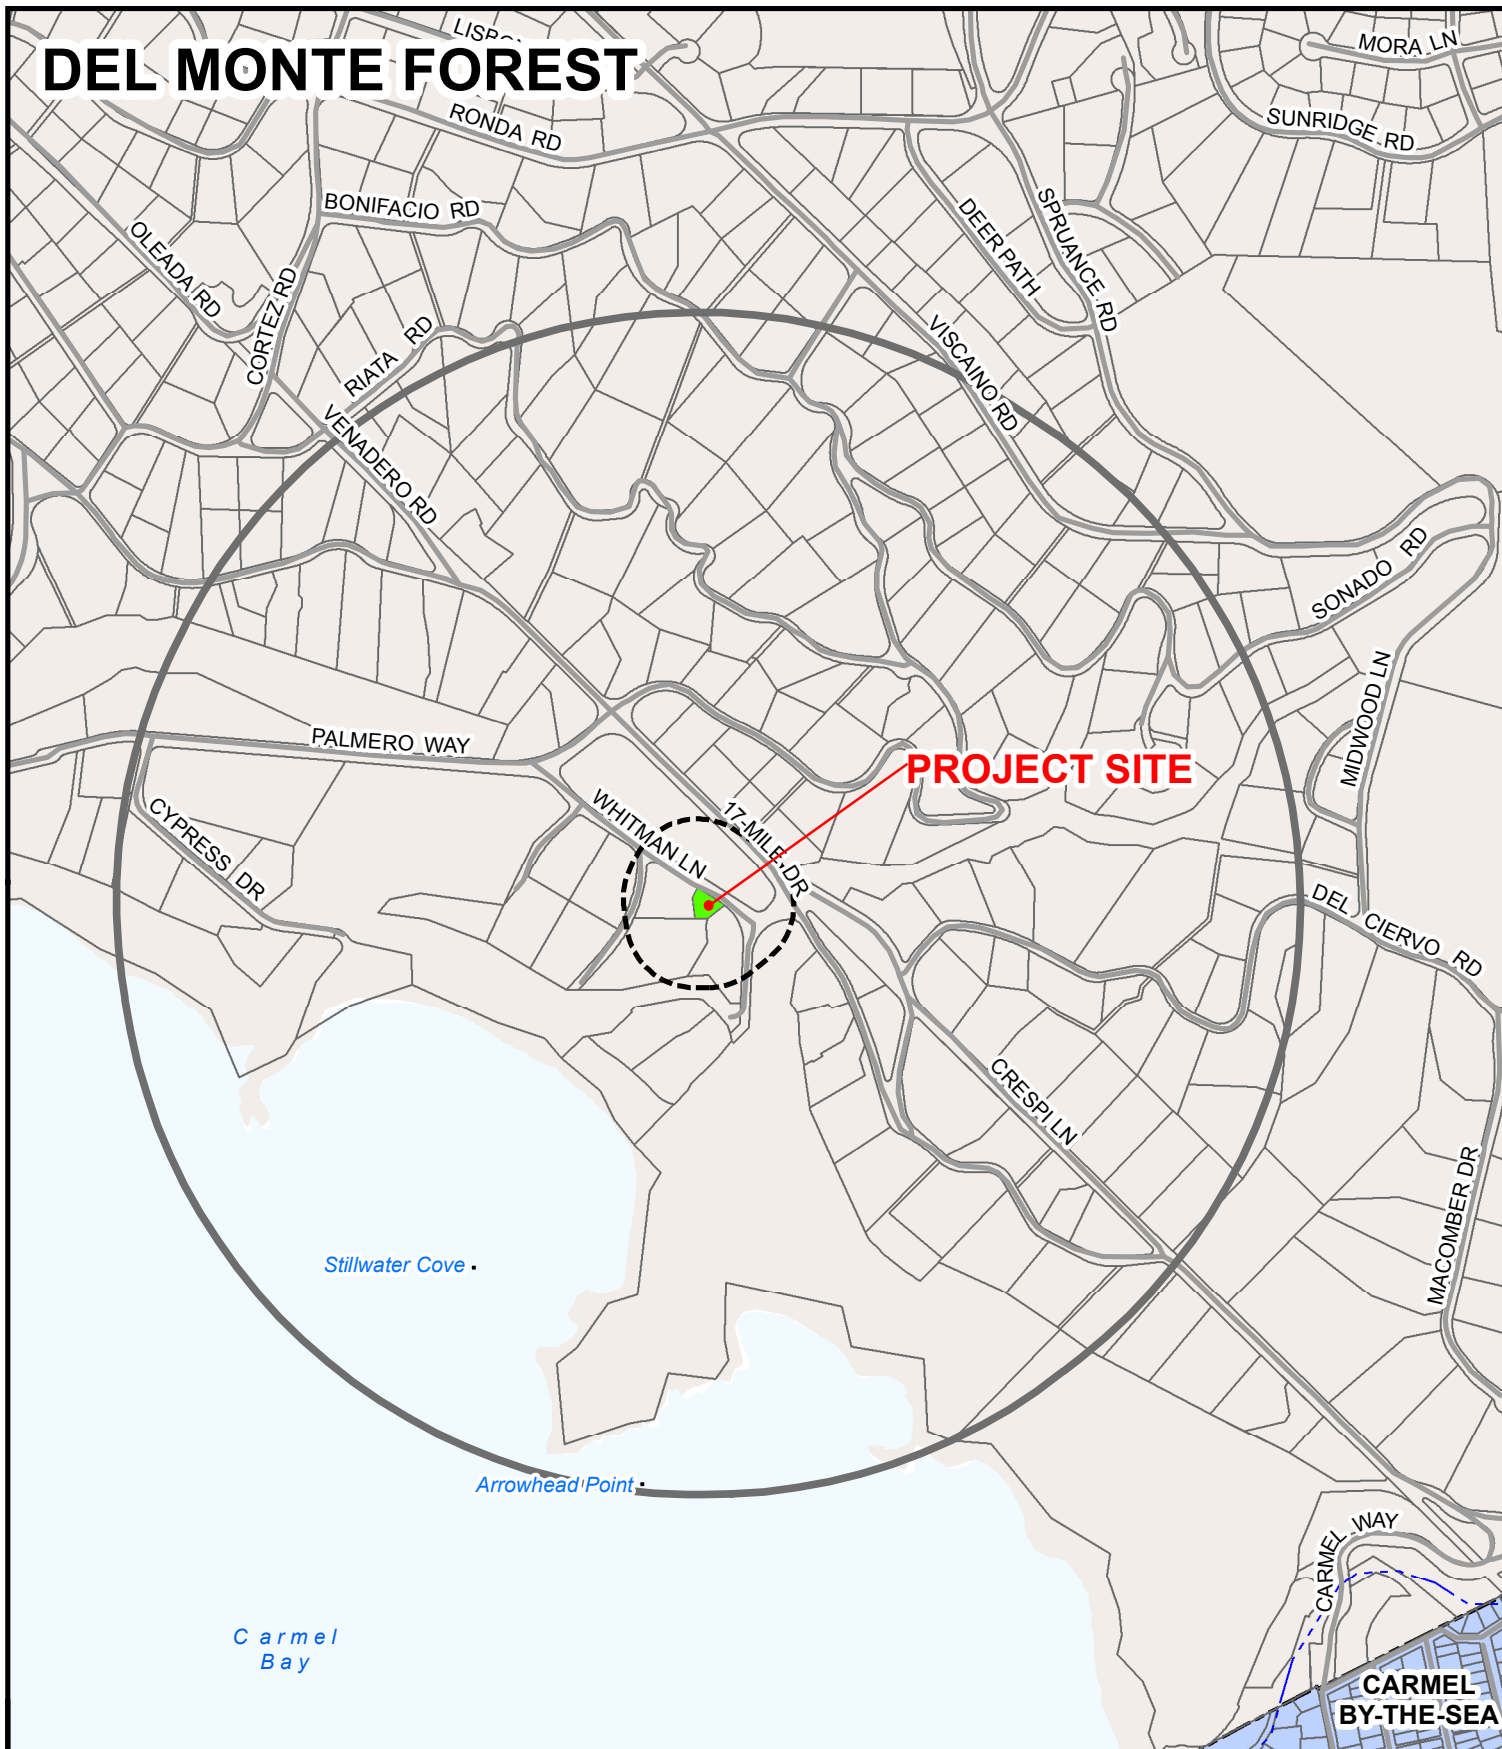 LISBON
DEL MONTE FOREST
MORA LN
RONDA RD
SUNRIDGE RD
BONIFACIO RD
SPRUANCE RD
DEER PATH
OLEADA RD
CORTEZ RD
RIATA RD
VISCAINO RD
VENADERO RD
SONADO RD
MIDWOOD LN
PALMERO WAY
PROJECT SITE
WHITMAN LN
17-MILE DR
CYPRESS DR
DEL CIERVO RD
CRESPI LN
MACOMBER DR
Stillwater Cove
Arrowhead Point
CARMEL WAY
Carmel
Bay
CARMEL
BY-THE-SEA